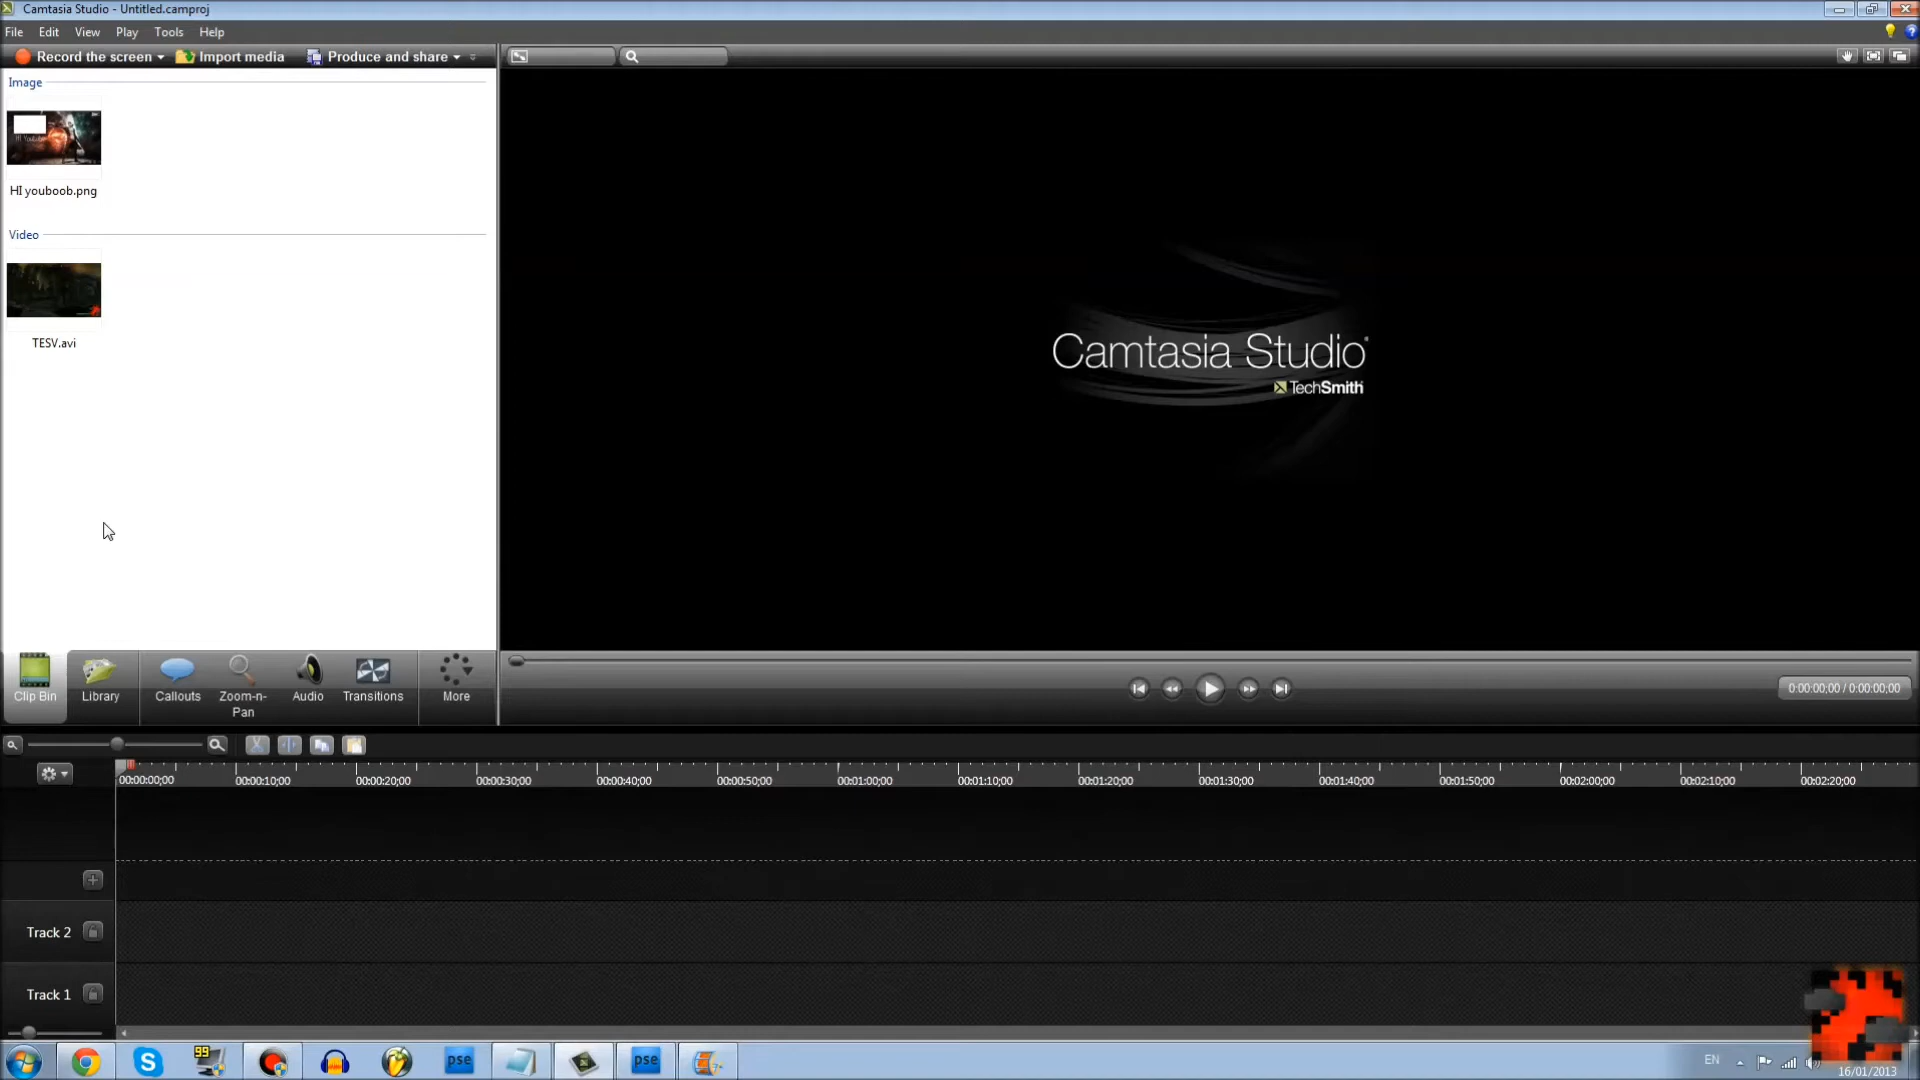 Camtasia Studio - Untitled.camproj
File Edit View Play Tools Help
Record the screen Import media Produce and share
Image
HI youboob.png
Video
TESV.avi
Camtasia Studio
TechSmith
Clip Bin Library Callouts Zoom-n-Pan Audio Transitions More
0:00:00;00 / 0:00:00;00
00:00:00;00 00:00:10;00 00:00:20;00 00:00:30;00 00:00:40;00 00:00:50;00 00:01:00;00 00:01:10;00 00:01:20;00 00:01:30;00 00:01:40;00 00:01:50;00 00:02:00;00 00:02:10;00 00:02:20;00
Track 2
Track 1
99 pse pse EN
16/01/2013